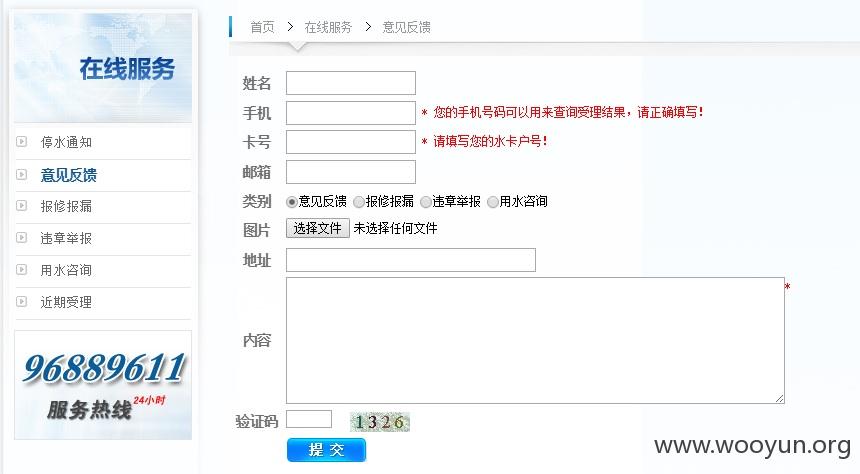 在线服务
停水通知
意见反馈
报修报漏
违章举报
用水咨询
近期受理
96889611
服务热线24小时
首页 > 在线服务 > 意见反馈
姓名
手机 * 您的手机号码可以用来查询受理结果，请正确填写！
卡号 * 请填写您的水卡户号！
邮箱
类别 意见反馈 报修报漏 违章举报 用水咨询
图片 选择文件 未选择任何文件
地址
内容 *
验证码 1326
提 交
www.wooyun.org